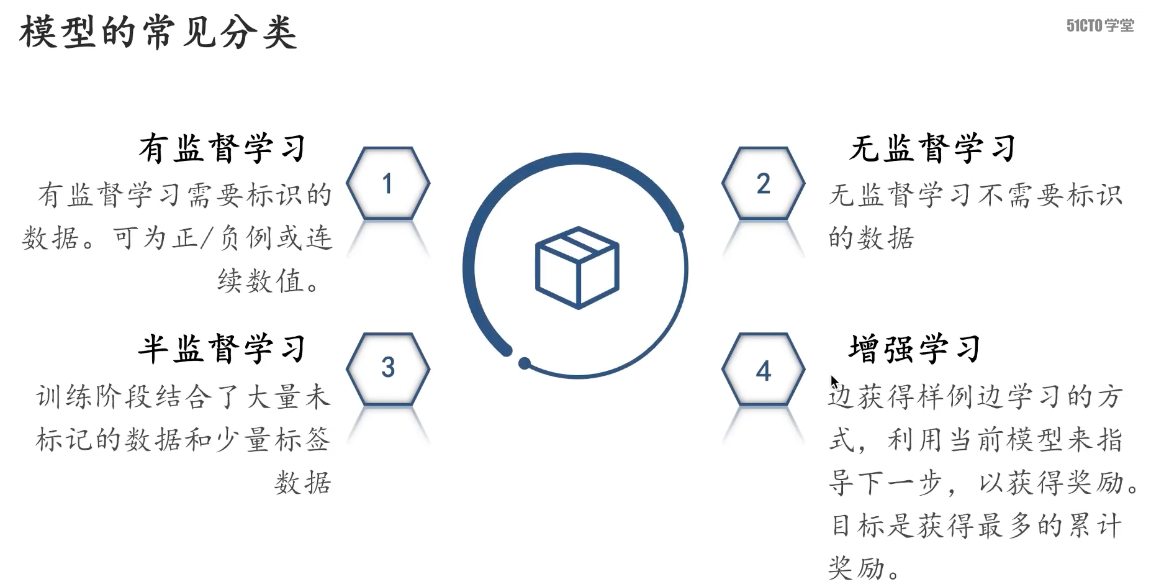 模型的常见分类
51CTO学堂
1
有监督学习
有监督学习需要标识的
数据。可为正/负例或连
续数值。
2
无监督学习
无监督学习不需要标识
的数据
3
半监督学习
训练阶段结合了大量未
标记的数据和少量标签
数据
4
增强学习
边获得样例边学习的方
式，利用当前模型来指
导下一步，以获得奖励。
目标是获得最多的累计
奖励。